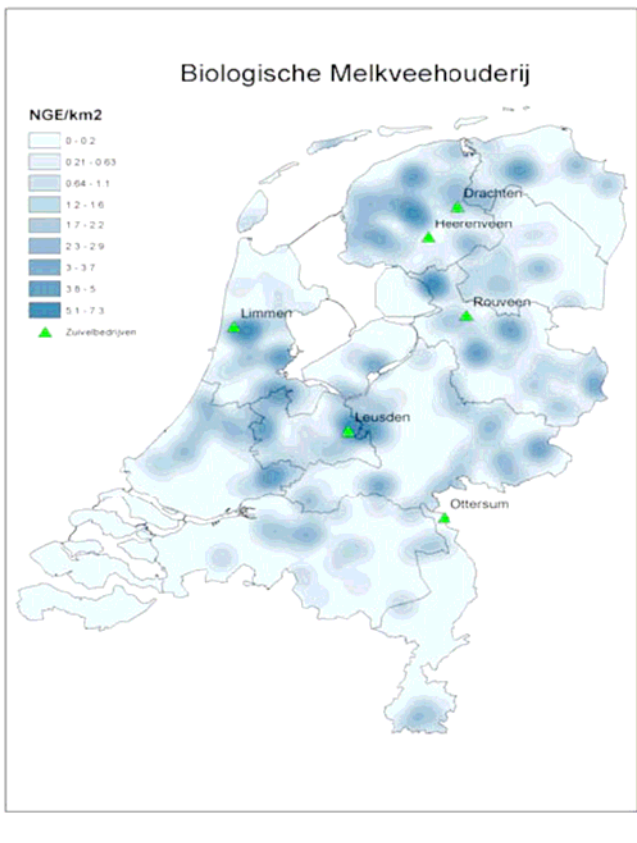 Biologische Melkveehouderij
NGE/km2
0 - 0.2
0.21 - 0.63
0.64 - 1.1
1.2 - 1.6
1.7 - 2.2
2.3 - 2.9
3 - 3.7
3.8 - 5
5.1 - 7.3
Zuivelbedrijven
Drachten
Heerenveen
Rouveen
Limmen
Leusden
Ottersum